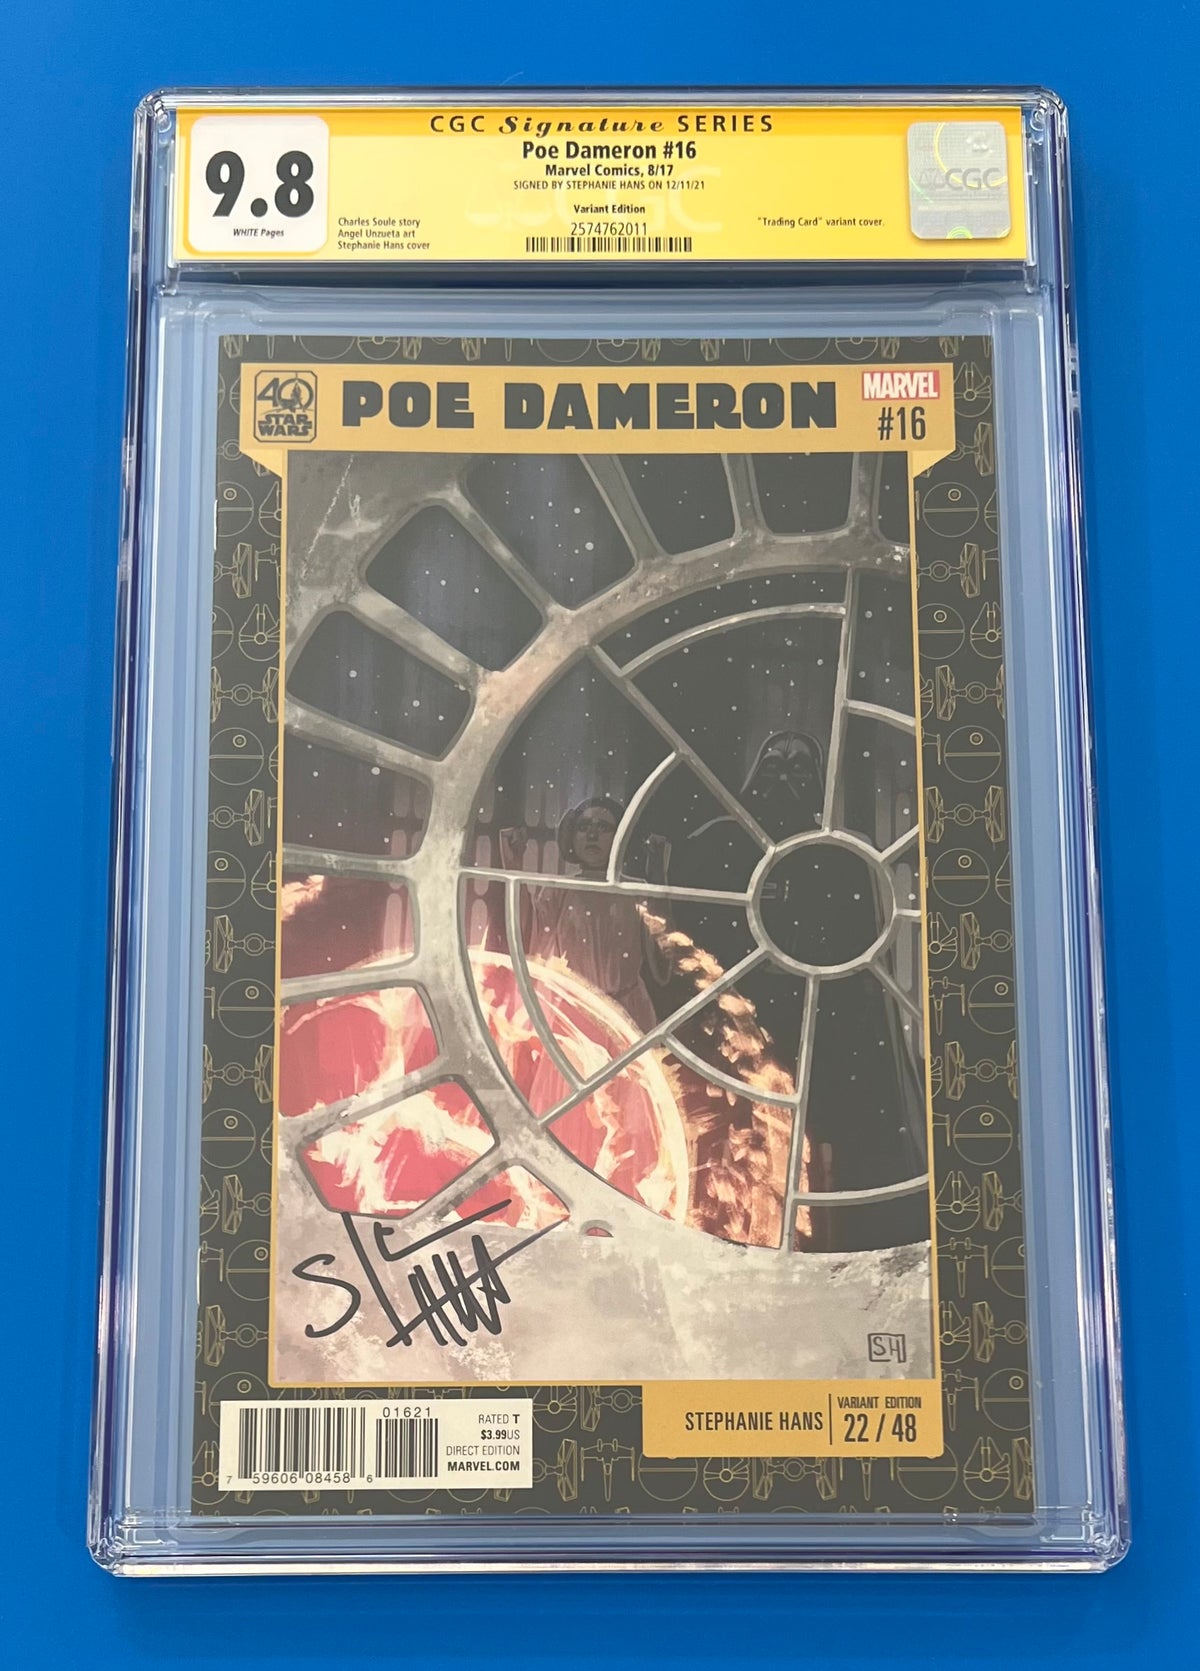 CGC Signature SERIES
9.8
WHITE Pages
Poe Dameron #16
Marvel Comics, 8/17
SIGNED BY STEPHANIE HANS ON 12/11/21
Variant Edition
2574762011
Charles Soule story
Angel Unzueta art
Stephanie Hans cover
"Trading Card" variant cover.
CGC
CGC
40
STAR
WARS
POE DAMERON
MARVEL
#16
SH
STEPHANIE HANS
VARIANT EDITION
22 / 48
01621
7 59606 08458 6
RATED T
$3.99US
DIRECT EDITION
MARVEL.COM